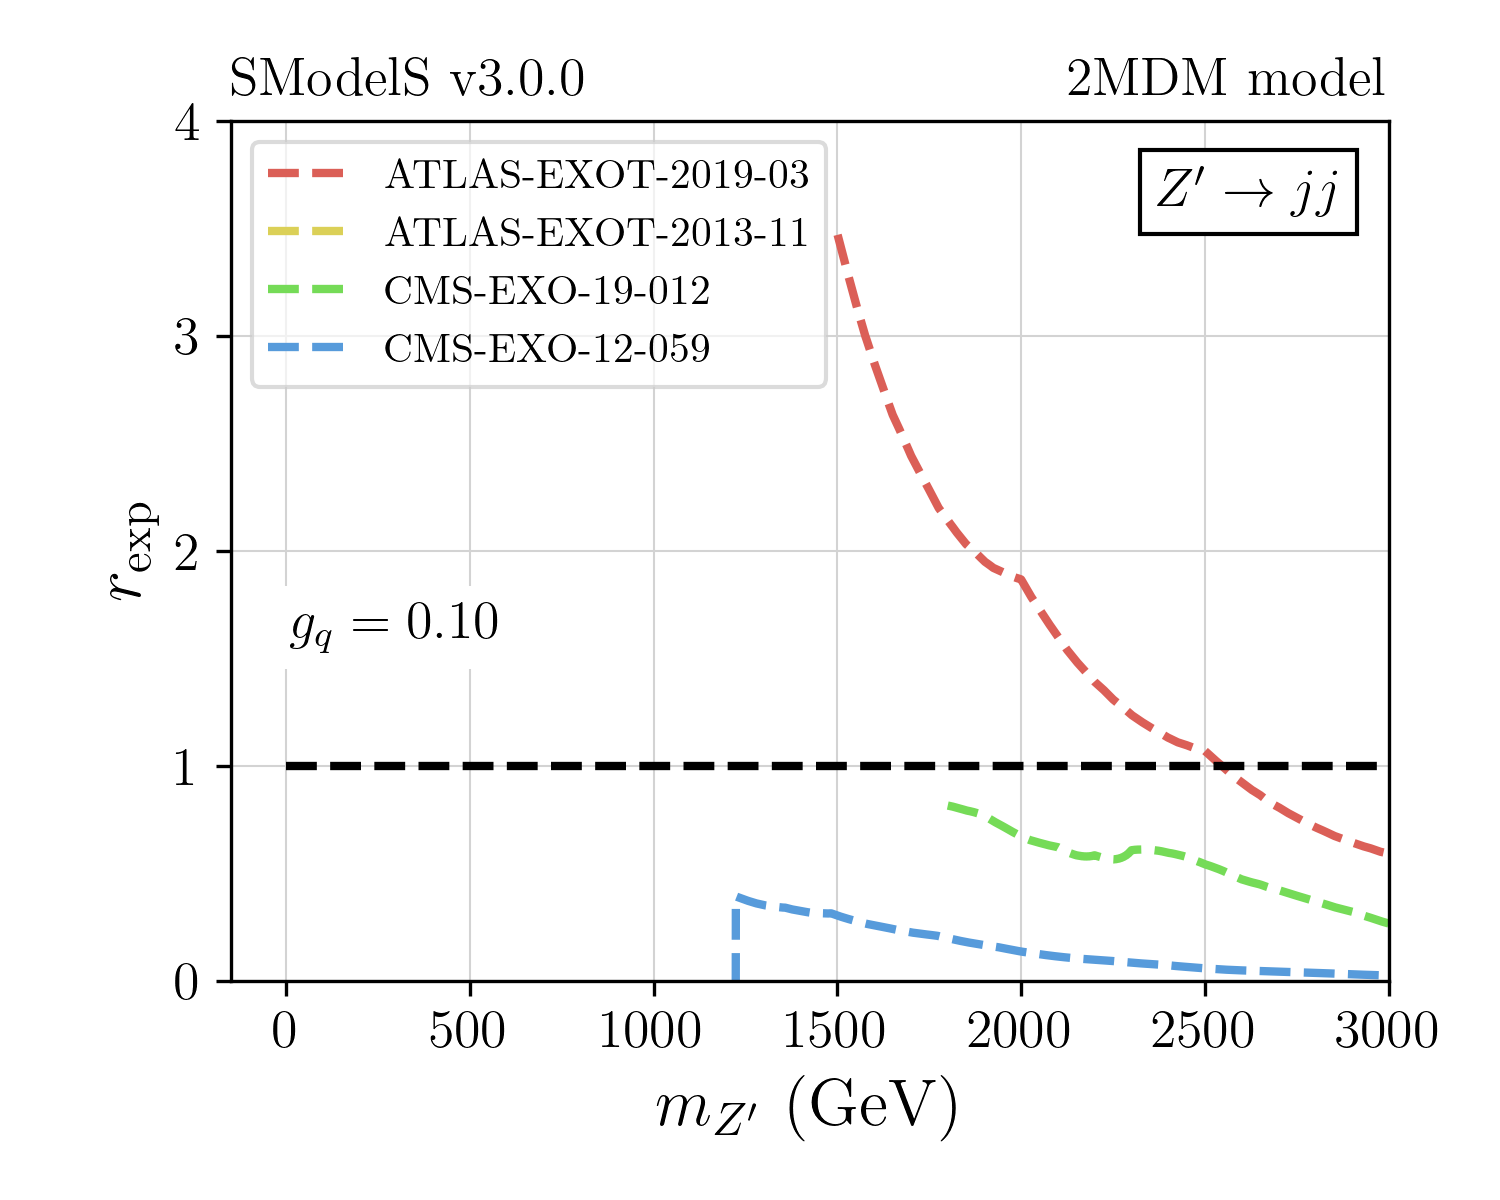 SModelS v3.0.0
2MDM model
ATLAS-EXOT-2019-03
ATLAS-EXOT-2013-11
CMS-EXO-19-012
CMS-EXO-12-059
Z′ → jj
g_q = 0.10
r_exp
4
3
2
1
0
0 500 1000 1500 2000 2500 3000
m_Z′ (GeV)